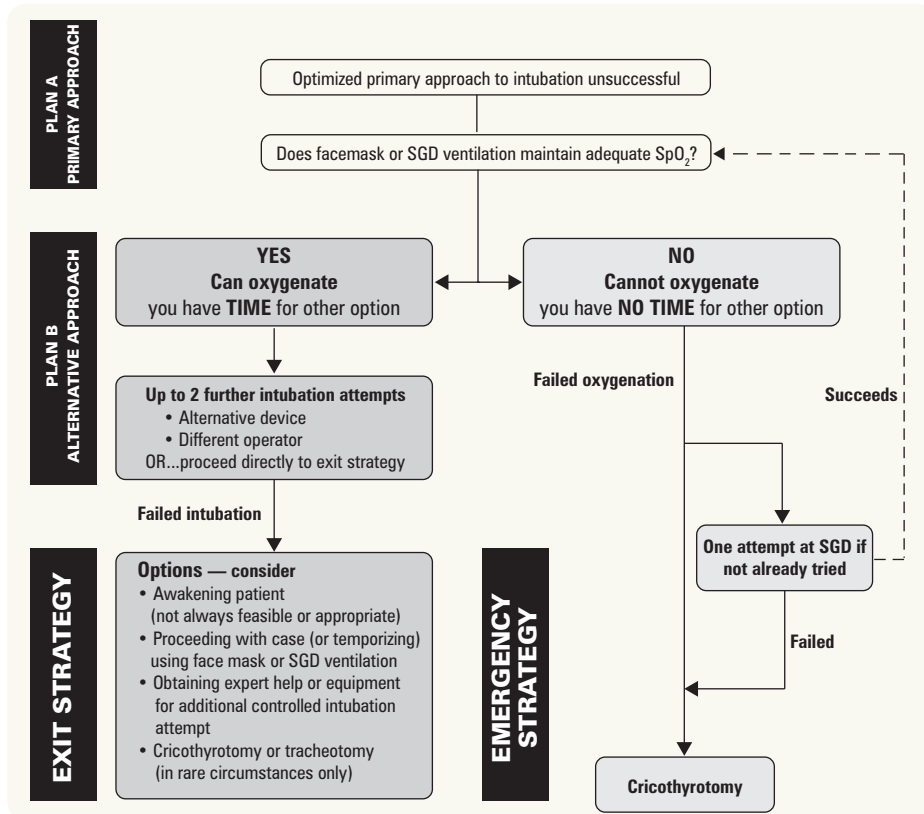 PLAN A
PRIMARY APPROACH
Optimized primary approach to intubation unsuccessful
Does facemask or SGD ventilation maintain adequate SpO₂?
PLAN B
ALTERNATIVE APPROACH
YES
Can oxygenate
you have TIME for other option
NO
Cannot oxygenate
you have NO TIME for other option
Up to 2 further intubation attempts
• Alternative device
• Different operator
OR...proceed directly to exit strategy
Failed oxygenation
Succeeds
Failed intubation
EXIT STRATEGY
Options — consider
• Awakening patient
(not always feasible or appropriate)
• Proceeding with case (or temporizing)
using face mask or SGD ventilation
• Obtaining expert help or equipment
for additional controlled intubation
attempt
• Cricothyrotomy or tracheotomy
(in rare circumstances only)
EMERGENCY
STRATEGY
One attempt at SGD if
not already tried
Failed
Cricothyrotomy